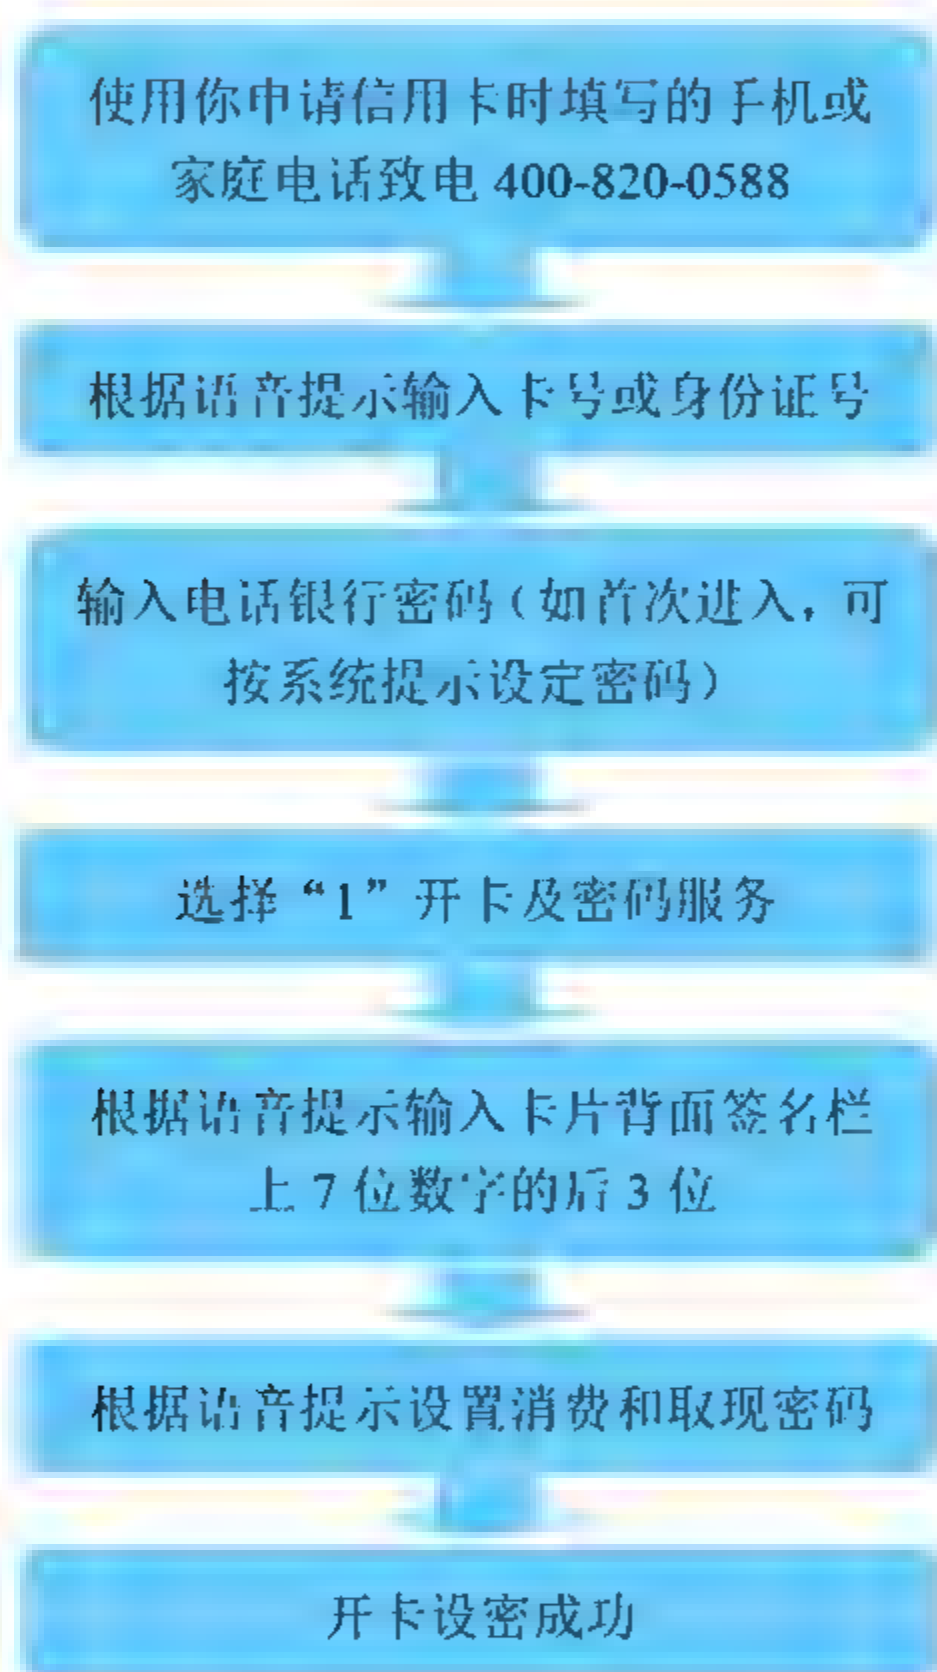 使用你申请信用卡时填写的手机或
家庭电话致电 400-820-0588
根据语音提示输入卡号或身份证号
输入电话银行密码（如首次进入，可
按系统提示设定密码）
选择“1”开卡及密码服务
根据语音提示输入卡片背面签名栏
上 7 位数字的后 3 位
根据语音提示设置消费和取现密码
开卡设密成功